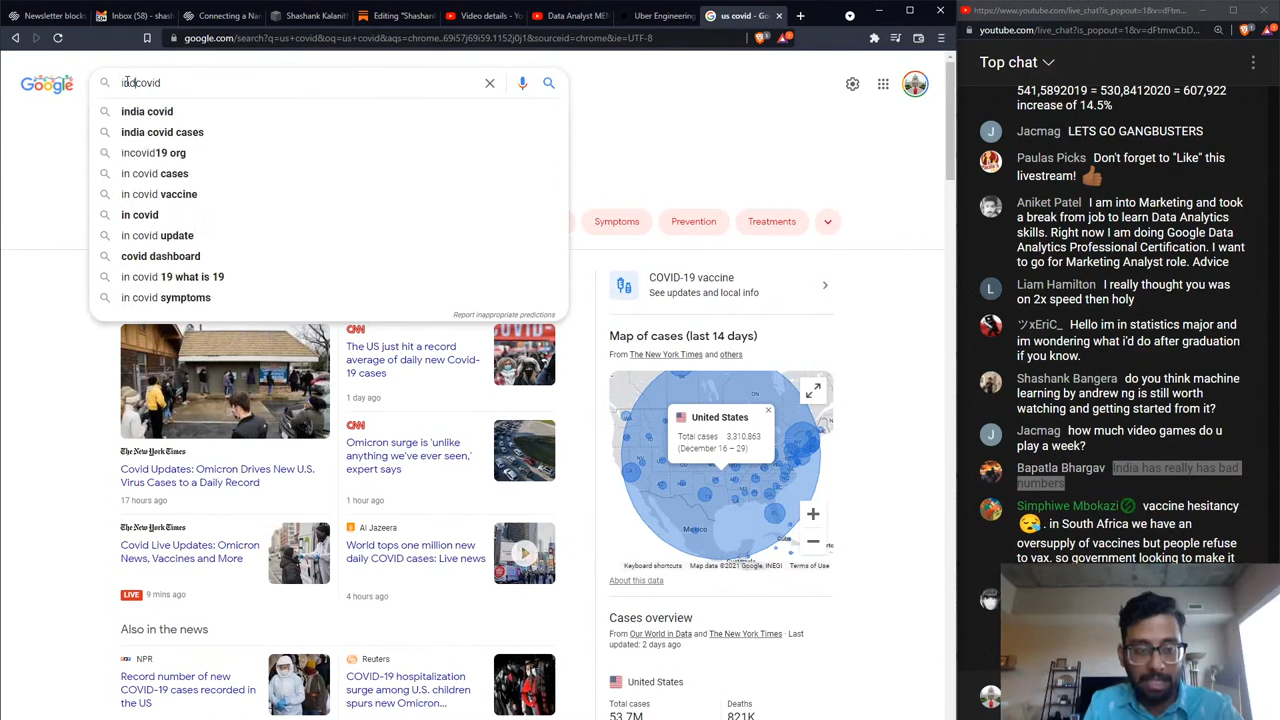 Newsletter blocks
Inbox (58) - shash
Connecting a Nam
Shashank Kalanith
Editing "Shashank
Video details - Yo
Data Analyst MEN
Uber Engineering
us covid - Goo
google.com/search?q=us+covid&oq=us+covid&aqs=chrome...69i57j69i59.1152j0j1&sourceid=chrome&ie=UTF-8
Google
indcovid
india covid
india covid cases
incovid19 org
in covid cases
in covid vaccine
in covid
in covid update
covid dashboard
in covid 19 what is 19
in covid symptoms
Report inappropriate predictions
Symptoms
Prevention
Treatments
The New York Times
Covid Updates: Omicron Drives New U.S.
Virus Cases to a Daily Record
17 hours ago
CNN
The US just hit a record
average of daily new Covid-
19 cases
1 day ago
CNN
Omicron surge is 'unlike
anything we've ever seen,'
expert says
1 hour ago
The New York Times
Covid Live Updates: Omicron
News, Vaccines and More
LIVE 9 mins ago
Al Jazeera
World tops one million new
daily COVID cases: Live news
4 hours ago
Also in the news
NPR
Record number of new
COVID-19 cases recorded in
the US
Reuters
COVID-19 hospitalization
surge among U.S. children
spurs new Omicron...
COVID-19 vaccine
See updates and local info
Map of cases (last 14 days)
From The New York Times and others
United States
Total cases 3,310,863
(December 16 – 29)
Mexico
Keyboard shortcuts Map data ©2021 Google, INEGI Terms of Use
About this data
Cases overview
From Our World in Data and The New York Times · Last
updated: 2 days ago
United States
Total cases Deaths
53.7M 821K
https://www.youtube.com/live_chat?is_popout=1&v=dFtm
youtube.com/live_chat?is_popout=1&v=dFtmwCbD...
Top chat
541,5892019) = 530,8412020 = 607,922
increase of 14.5%
Jacmag LETS GO GANGBUSTERS
Paulas Picks Don't forget to "Like" this
livestream!
Aniket Patel I am into Marketing and took
a break from job to learn Data Analytics
skills. Right now I am doing Google Data
Analytics Professional Certification. I want
to go for Marketing Analyst role. Advice
Liam Hamilton I really thought you was
on 2x speed then holy
ツxEriC_ Hello im in statistics major and
im wondering what i'd do after graduation
if you know.
Shashank Bangera do you think machine
learning by andrew ng is still worth
watching and getting started from it?
Jacmag how much video games do u
play a week?
Bapatla Bhargav India has really has bad
numbers
Simphiwe Mbokazi vaccine hesitancy
. in South Africa we have an
oversupply of vaccines but people refuse
to vax. so government looking to make it